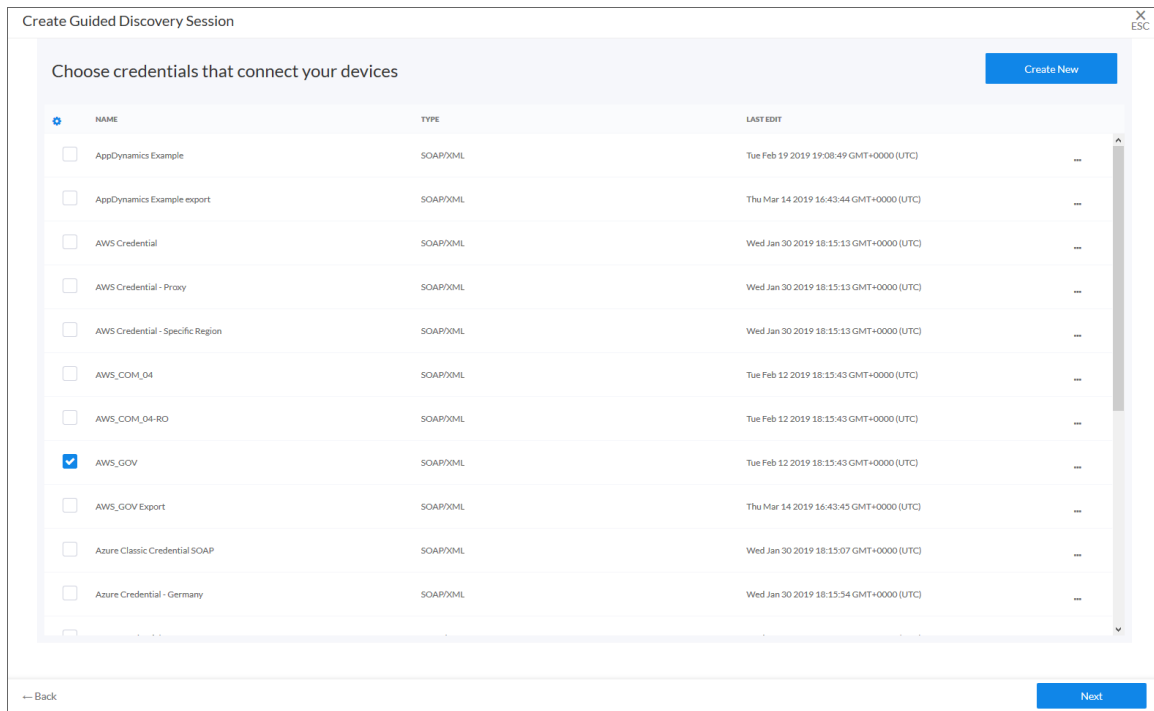 Create Guided Discovery Session
ESC
Choose credentials that connect your devices
Create New
NAME TYPE LAST EDIT
AppDynamics Example SOAP/XML Tue Feb 19 2019 19:08:49 GMT+0000 (UTC)
AppDynamics Example export SOAP/XML Thu Mar 14 2019 16:43:44 GMT+0000 (UTC)
AWS Credential SOAP/XML Wed Jan 30 2019 18:15:13 GMT+0000 (UTC)
AWS Credential - Proxy SOAP/XML Wed Jan 30 2019 18:15:13 GMT+0000 (UTC)
AWS Credential - Specific Region SOAP/XML Wed Jan 30 2019 18:15:13 GMT+0000 (UTC)
AWS_COM_04 SOAP/XML Tue Feb 12 2019 18:15:43 GMT+0000 (UTC)
AWS_COM_04-RO SOAP/XML Tue Feb 12 2019 18:15:43 GMT+0000 (UTC)
AWS_GOV SOAP/XML Tue Feb 12 2019 18:15:43 GMT+0000 (UTC)
AWS_GOV Export SOAP/XML Thu Mar 14 2019 16:43:45 GMT+0000 (UTC)
Azure Classic Credential SOAP SOAP/XML Wed Jan 30 2019 18:15:07 GMT+0000 (UTC)
Azure Credential - Germany SOAP/XML Wed Jan 30 2019 18:15:54 GMT+0000 (UTC)
← Back
Next